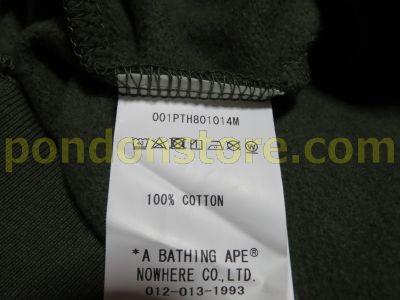 001PTH801014M
pondonstore.com
100% COTTON
*A BATHING APE®
NOWHERE CO.,LTD.
012-013-1993